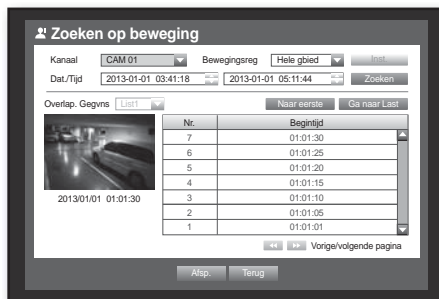 Zoeken op beweging
Kanaal CAM 01 Bewegingsreg Hele gbied Inst.
Dat./Tijd 2013-01-01 03:41:18 2013-01-01 05:11:44 Zoeken
Overlap. Gegvns List1 Naar eerste Ga naar Last
Nr. Begintijd
7 01:01:30
6 01:01:25
5 01:01:20
4 01:01:15
3 01:01:10
2 01:01:05
1 01:01:01
2013/01/01 01:01:30
Vorige/volgende pagina
Afsp. Terug